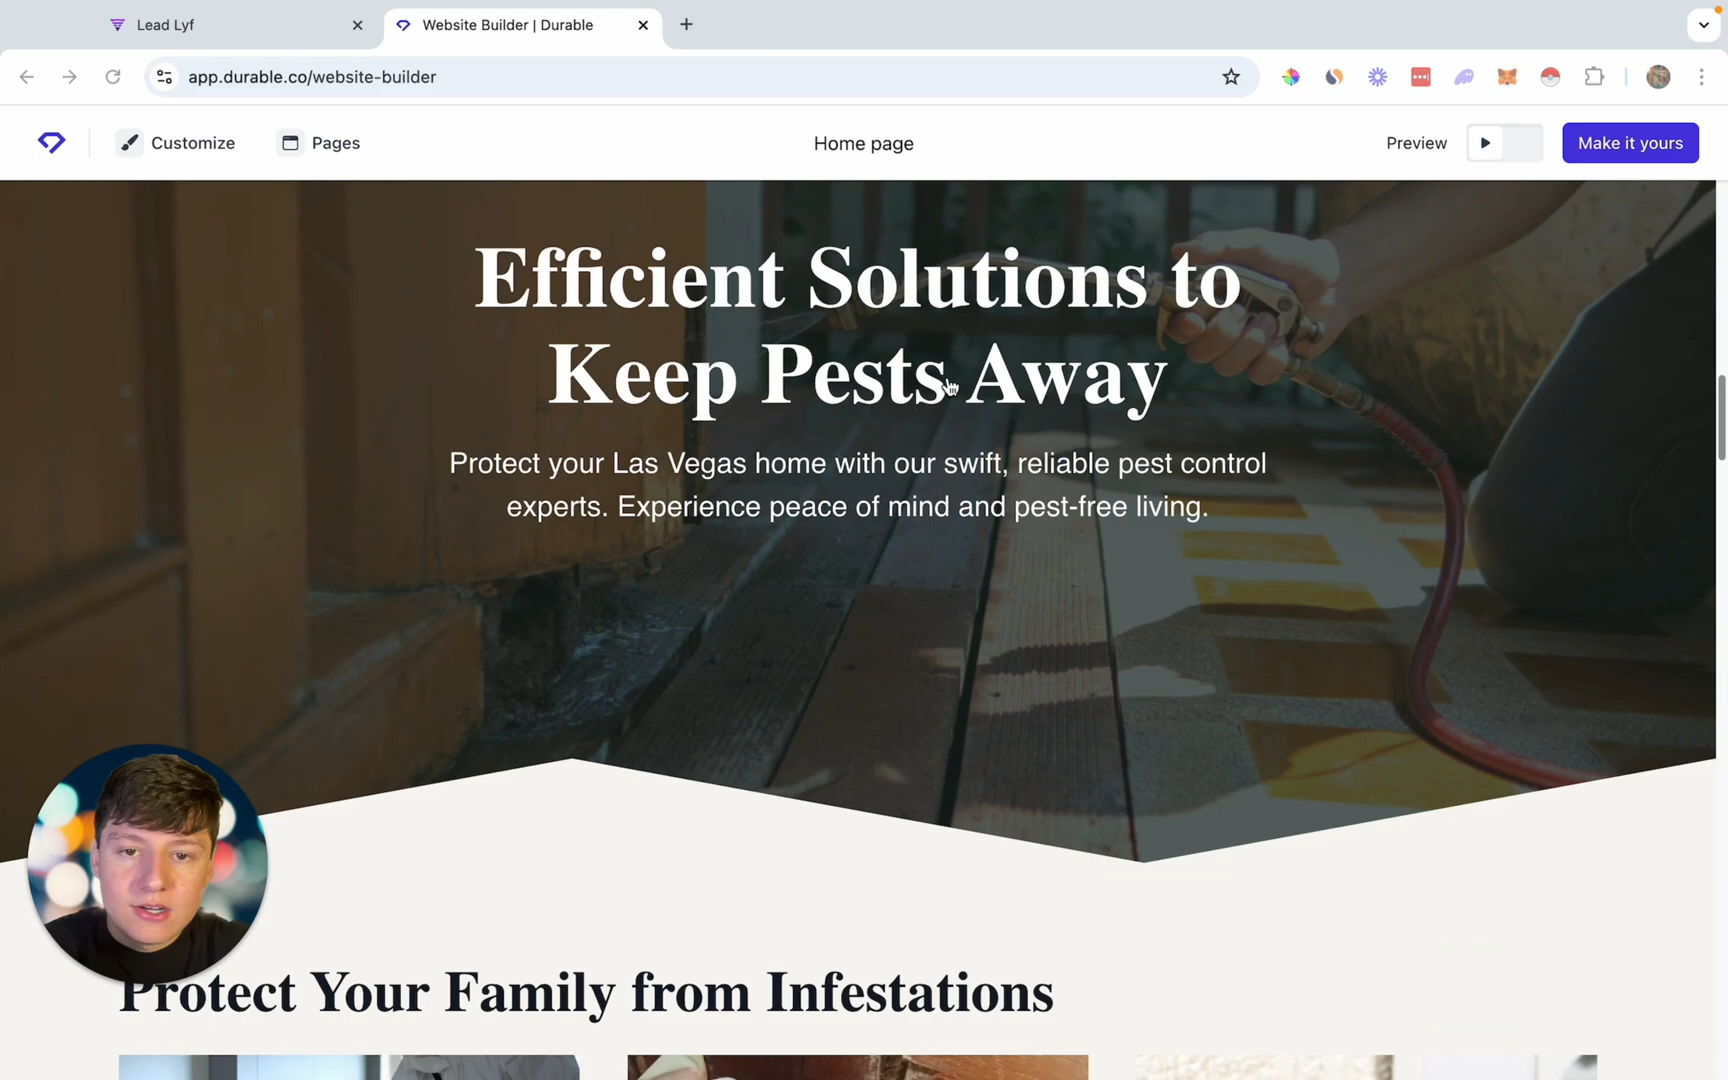 Lead Lyf
Website Builder | Durable
app.durable.co/website-builder
Customize
Pages
Home page
Preview
Make it yours
Efficient Solutions to
Keep Pests Away
Protect your Las Vegas home with our swift, reliable pest control
experts. Experience peace of mind and pest-free living.
Protect Your Family from Infestations